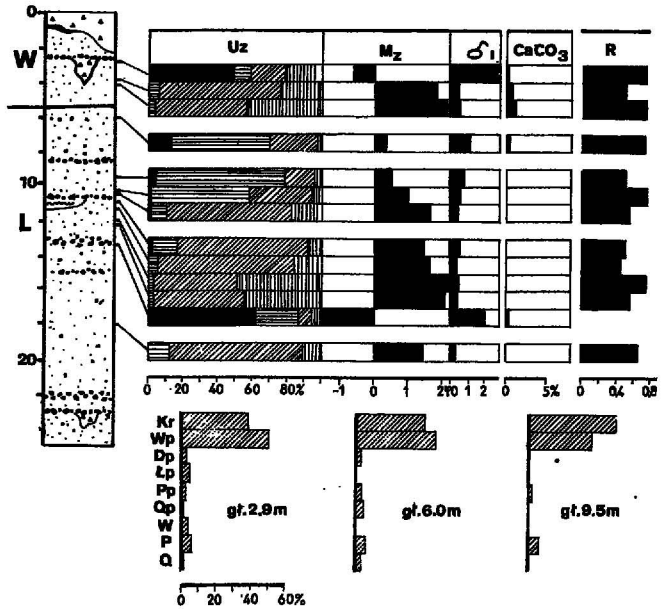 0
W
10
L
20
Uz
Mz
δ1
CaCO3
R
0 20 40 60 80%
-1 0 1 2
0 1 2
0 5%
0 0,4 0,8
Kr
Wp
Dp
Łp
Pp
Qp
W
P
Q
gł.2,9m
gł.6.0m
gł.9.5m
0 20 40 60%